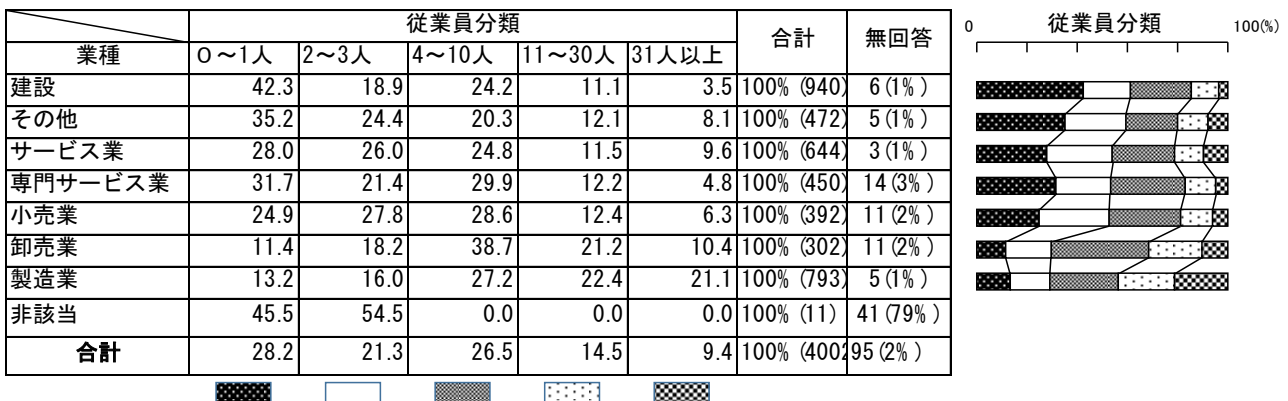 従業員分類 合計 無回答
業種 0～1人 2～3人 4～10人 11～30人 31人以上
建設 42.3 18.9 24.2 11.1 3.5 100% (940) 6(1%)
その他 35.2 24.4 20.3 12.1 8.1 100% (472) 5(1%)
サービス業 28.0 26.0 24.8 11.5 9.6 100% (644) 3(1%)
専門サービス業 31.7 21.4 29.9 12.2 4.8 100% (450) 14(3%)
小売業 24.9 27.8 28.6 12.4 6.3 100% (392) 11(2%)
卸売業 11.4 18.2 38.7 21.2 10.4 100% (302) 11(2%)
製造業 13.2 16.0 27.2 22.4 21.1 100% (793) 5(1%)
非該当 45.5 54.5 0.0 0.0 0.0 100% (11) 41(79%)
合計 28.2 21.3 26.5 14.5 9.4 100% (4002 95(2%)
0 従業員分類 100(%)